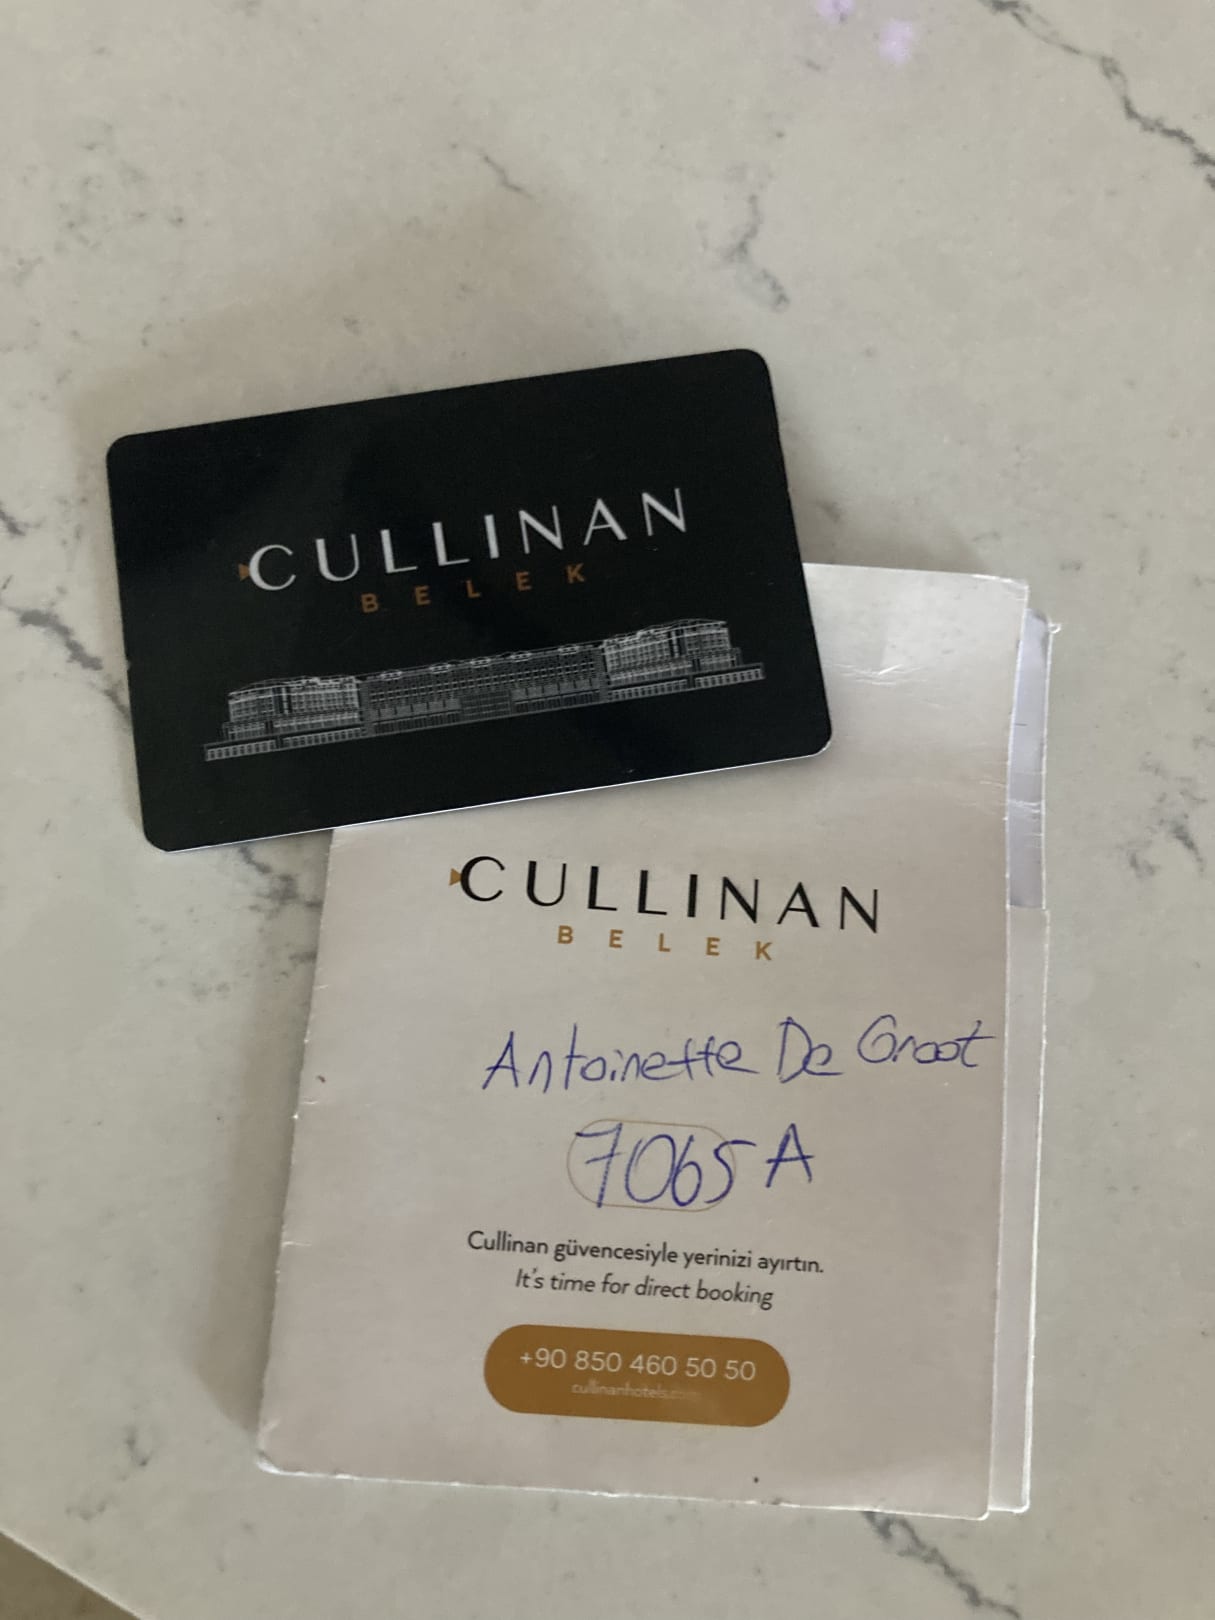 CULLINAN
BELEK
CULLINAN
BELEK
Antoinette De Groot
7065 A
Cullinan güvencesiyle yerinizi ayırtın.
It's time for direct booking
+90 850 460 50 50
cullinanhotels.com